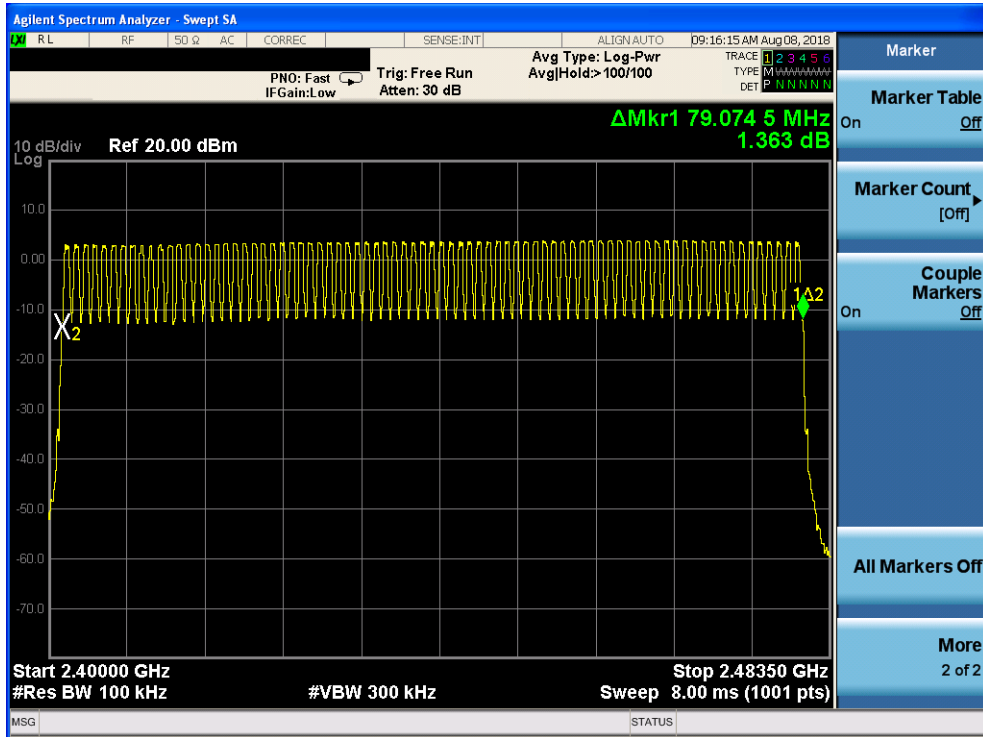 Agilent Spectrum Analyzer - Swept SA
LXI RL RF 50 Ω AC CORREC SENSE:INT ALIGN AUTO 09:16:15 AM Aug 08, 2018
Marker
Avg Type: Log-Pwr TRACE 1 2 3 4 5 6
PNO: Fast Trig: Free Run Avg|Hold:>100/100 TYPE M WWWWW
IFGain:Low Atten: 30 dB DET P N N N N N
Marker Table
On Off
ΔMkr1 79.074 5 MHz
1.363 dB
10 dB/div Ref 20.00 dBm
Log
Marker Count
[Off]
10.0
0.00
-10.0
-20.0
-30.0
-40.0
-50.0
-60.0
-70.0
1Δ2
2
Couple
Markers
On Off
All Markers Off
More
2 of 2
Start 2.40000 GHz Stop 2.48350 GHz
#Res BW 100 kHz #VBW 300 kHz Sweep 8.00 ms (1001 pts)
MSG STATUS